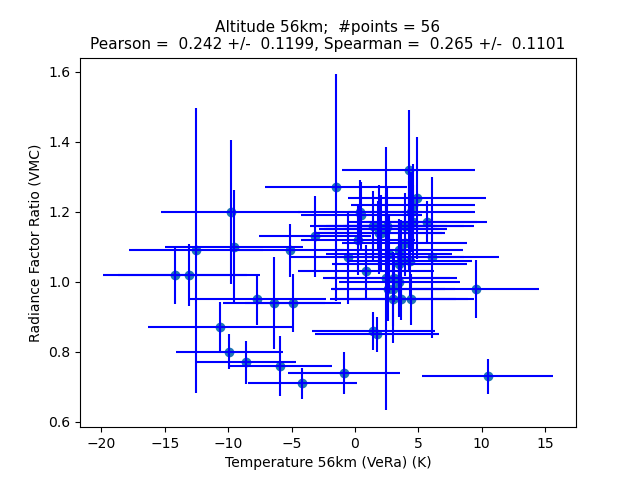 Altitude 56km;  #points = 56
Pearson =  0.242 +/-  0.1199, Spearman =  0.265 +/-  0.1101
1.6
1.4
1.2
1.0
0.8
0.6
Radiance Factor Ratio (VMC)
−20 −15 −10 −5 0 5 10 15
Temperature 56km (VeRa) (K)